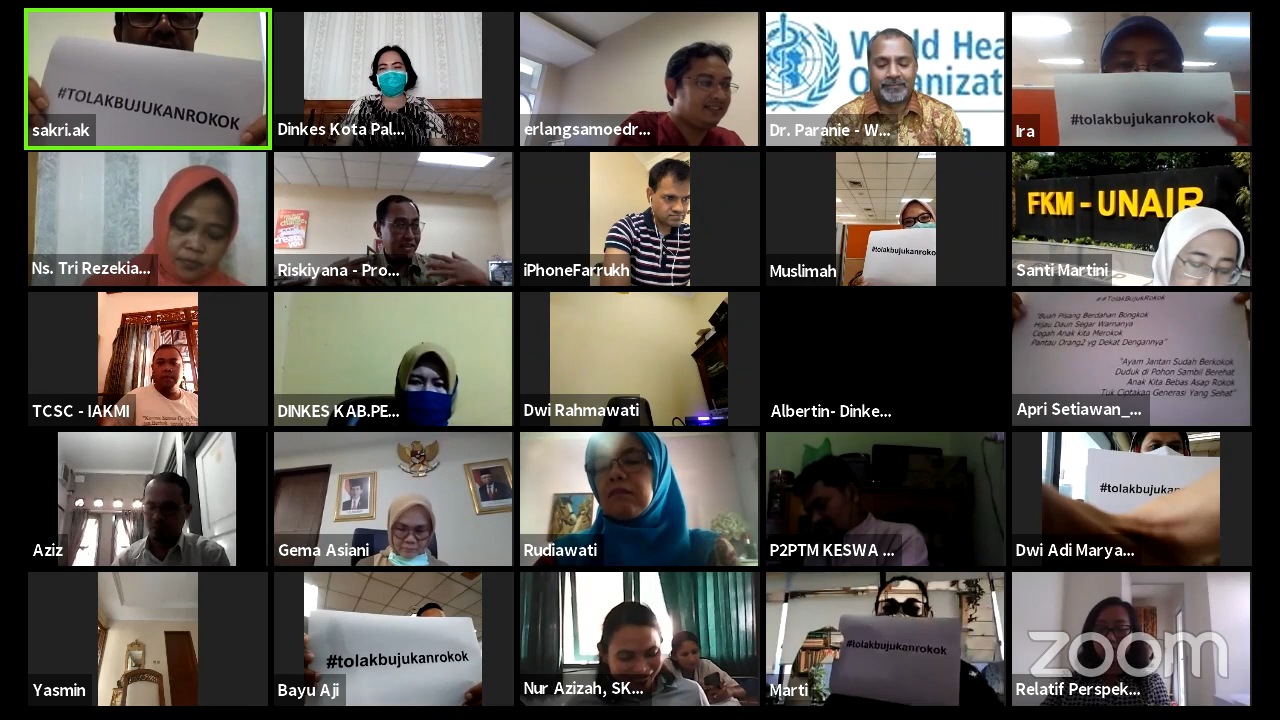 #TOLAKBUJUKANROKOK
sakri.ak
Dinkes Kota Pal...
erlangsamoedr...
W ld Hea
Organizat
a
Dr. Paranie - W...
#tolakbujukanrokok
Ira
Ns. Tri Rezekia...
Riskiyana - Pro...
iPhoneFarrukh
#tolakbujukanroko
Muslimah
FKM - UNAIR
Santi Martini
TCSC - IAKMI
DINKES KAB.PE...
Dwi Rahmawati
Albertin- Dinke...
##TolakBujukRokok
"Buah Pisang Berdahan Bongkok
Hijau Daun Segar Warnanya
Cegah Anak kita Merokok
Pantau Orang2 yg Dekat Dengannya"
"Ayam Jantan Sudah Berkokok
Duduk di Pohon Sambil Berehat
Anak Kita Bebas Asap Rokok
Tuk Ciptakan Generasi Yang Sehat"
Apri Setiawan_...
Aziz
Gema Asiani
Rudiawati
P2PTM KESWA ...
#tolakbujukan
Dwi Adi Marya...
Yasmin
#tolakbujukanrokok
Bayu Aji
Nur Azizah, SK...
#tolakbujukanrokok
Marti
zoom
Relatif Perspek...